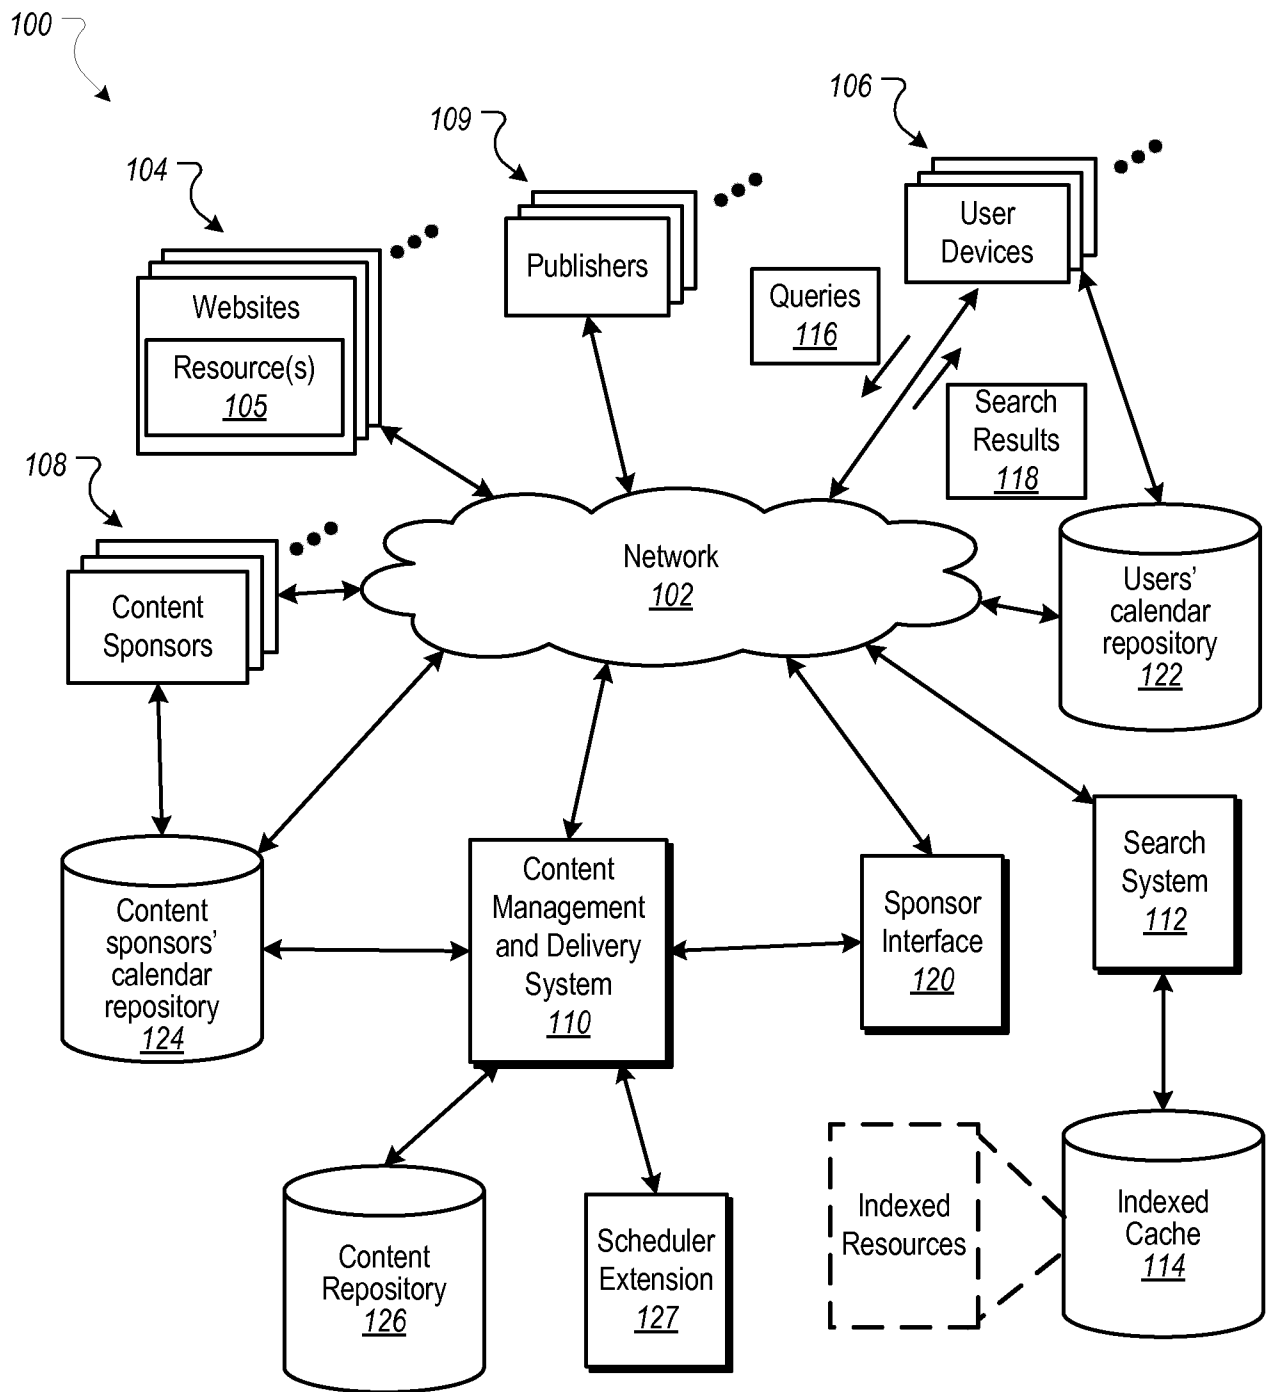 100
104
109
106
Websites
Resource(s)
105
Publishers
User
Devices
Queries
116
Search
Results
118
108
Content
Sponsors
Network
102
Users'
calendar
repository
122
Content
sponsors'
calendar
repository
124
Content
Management
and Delivery
System
110
Sponsor
Interface
120
Search
System
112
Content
Repository
126
Scheduler
Extension
127
Indexed
Resources
Indexed
Cache
114